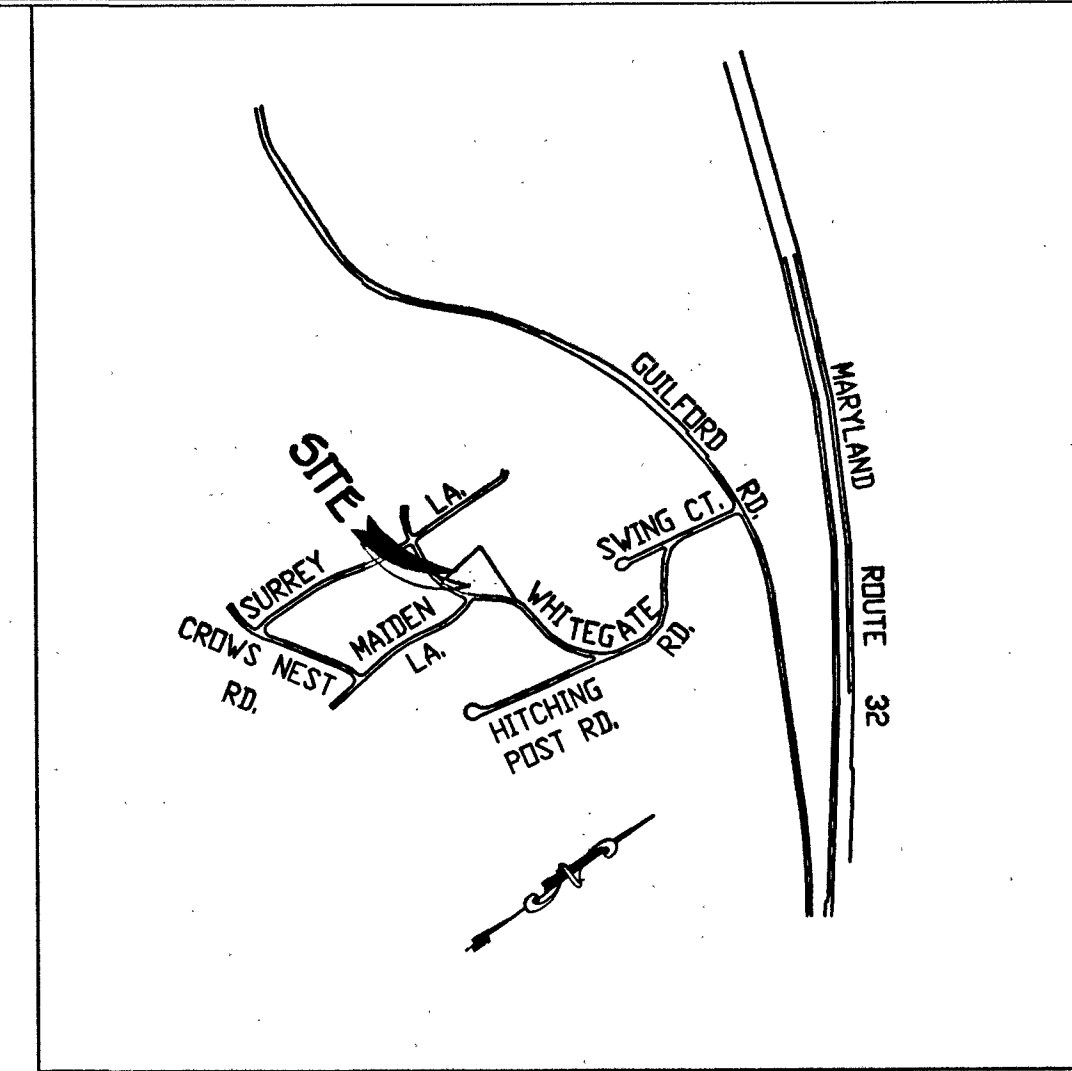 GUILFORD RD.
MARYLAND ROUTE 32
SITE
LA.
SWING CT.
SURREY
WHITEGATE RD.
MAIDEN
LA.
CROWS NEST
RD.
HITCHING
POST RD.
N